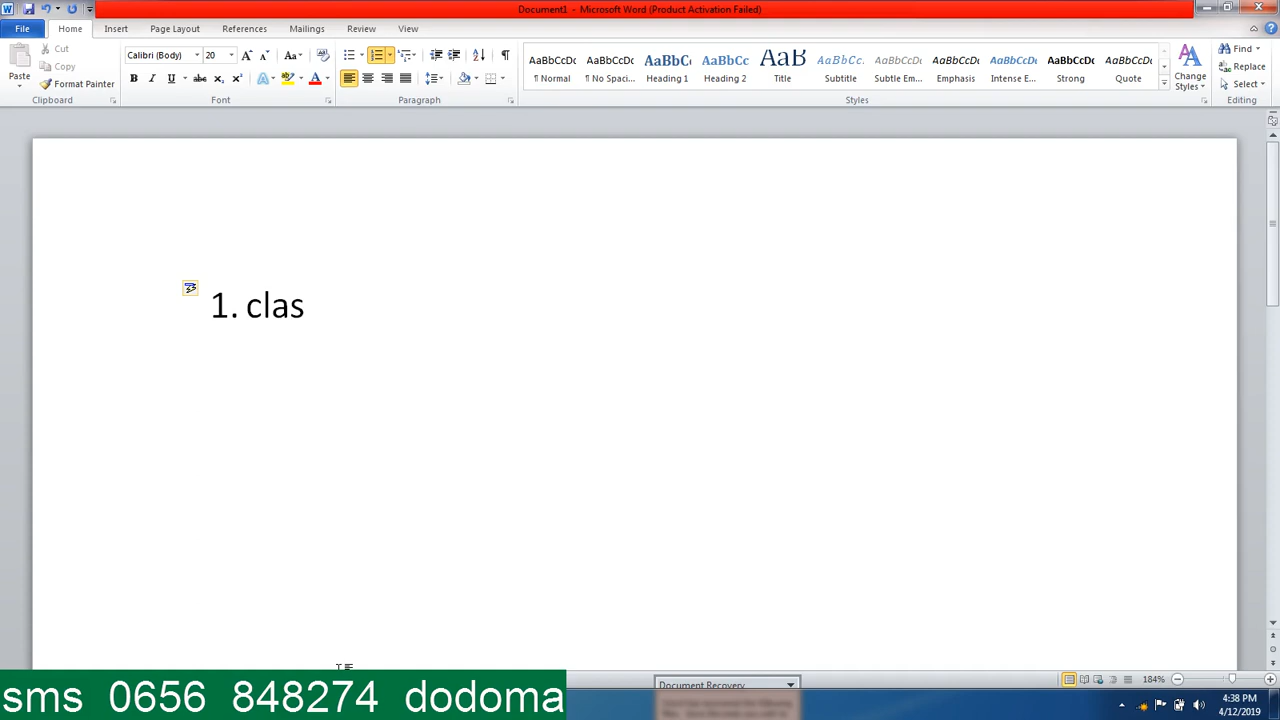 Document1 - Microsoft Word (Product Activation Failed)
File Home Insert Page Layout References Mailings Review View
Paste
Cut
Copy
Format Painter
Clipboard
Calibri (Body) 20
Font
Paragraph
AaBbCcDc AaBbCcDc AaBbCc AaBbCc AaB AaBbCc. AaBbCcDc AaBbCcDc AaBbCcDc AaBbCcDc AaBbCcDc
¶ Normal ¶ No Spaci... Heading 1 Heading 2 Title Subtitle Subtle Em... Emphasis Intense E... Strong Quote
Styles
Change
Styles
Find
Replace
Select
Editing
1. clas
sms 0656 848274 dodoma
Document Recovery
184%
4:38 PM
4/12/2019